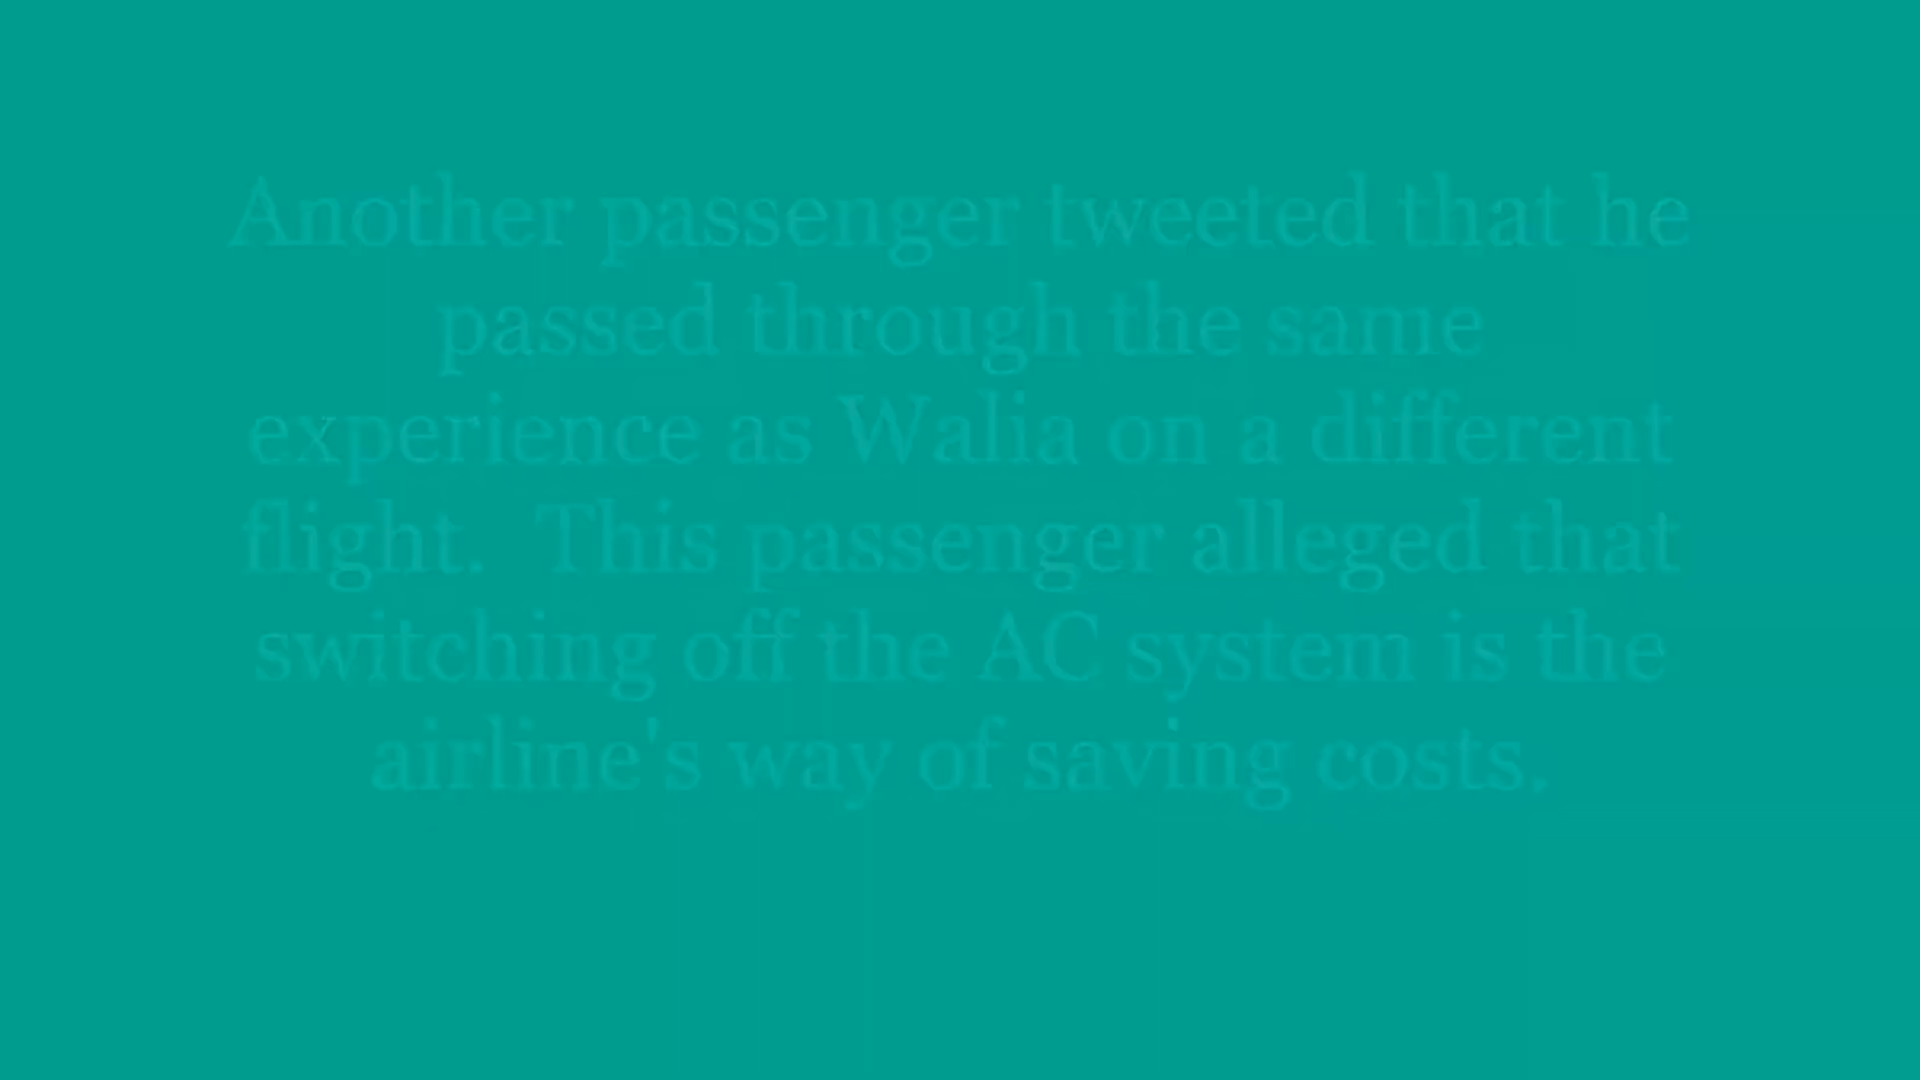 Another passenger tweeted that he
passed through the same
experience as Walia on a different
flight.  This passenger alleged that
switching off the AC system is the
airline's way of saving costs.